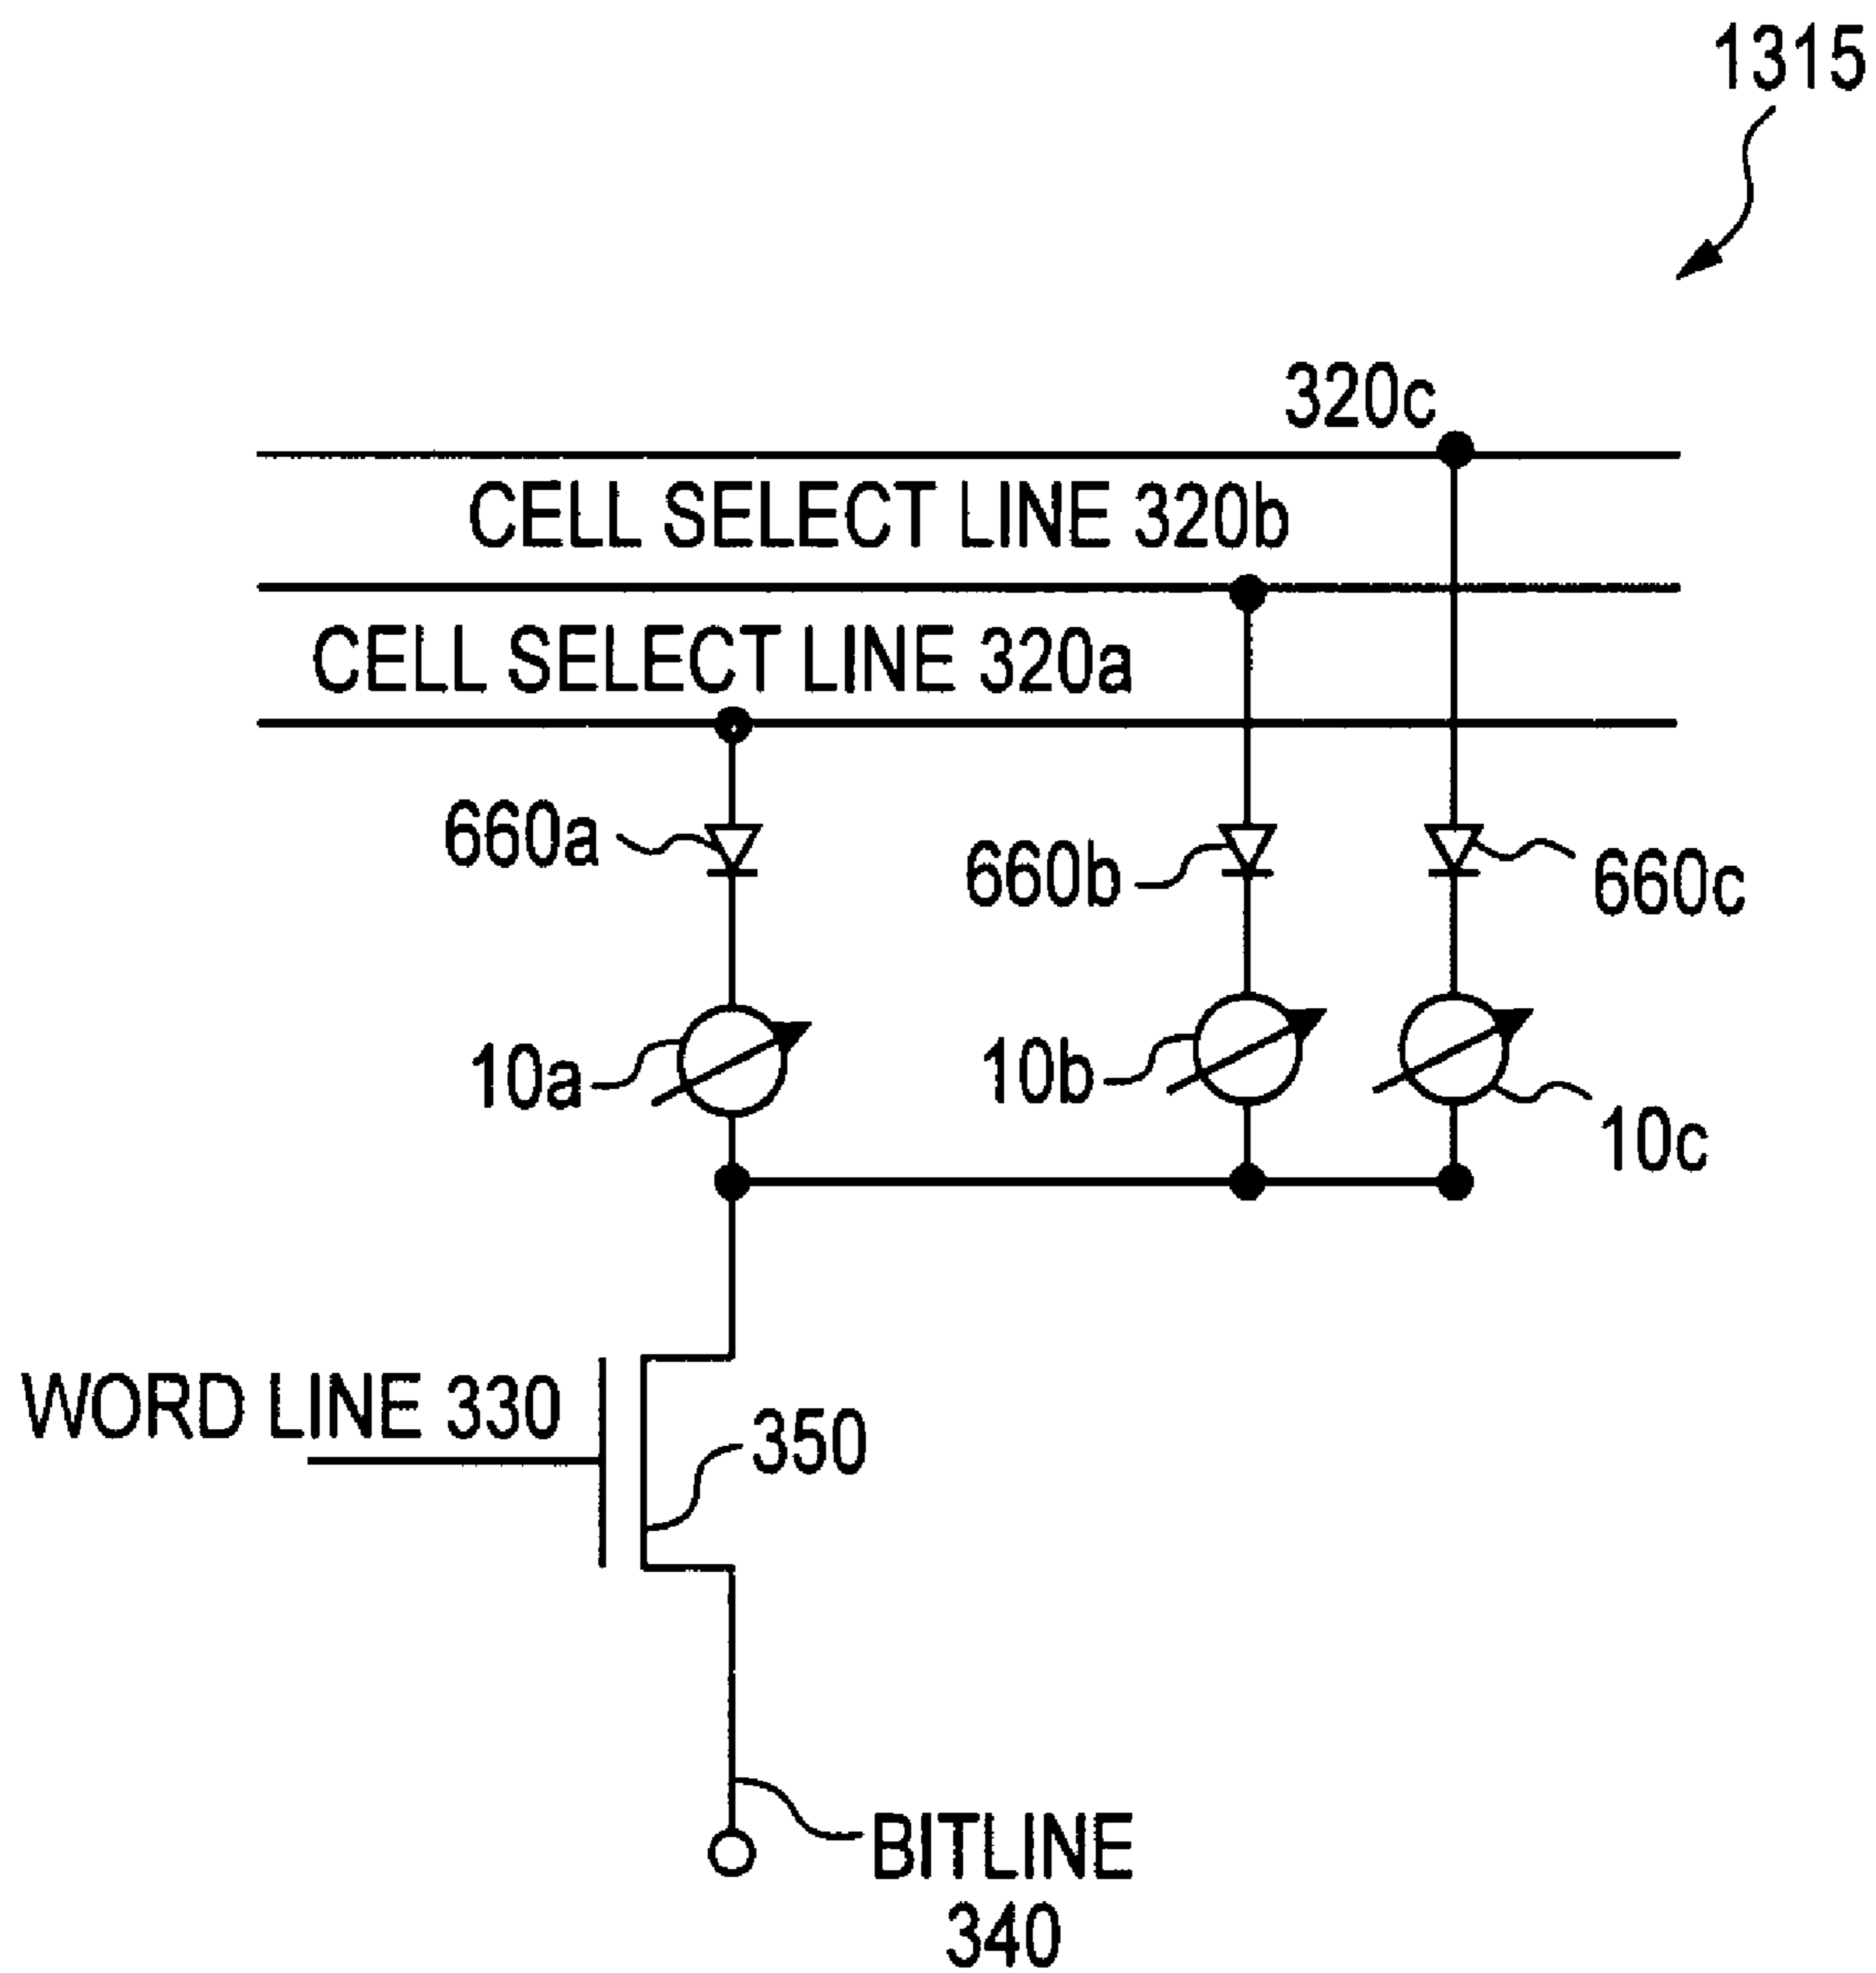 1315
320c
CELL SELECT LINE 320b
CELL SELECT LINE 320a
660a
660b
660c
10a
10b
10c
WORD LINE 330
350
BITLINE
340